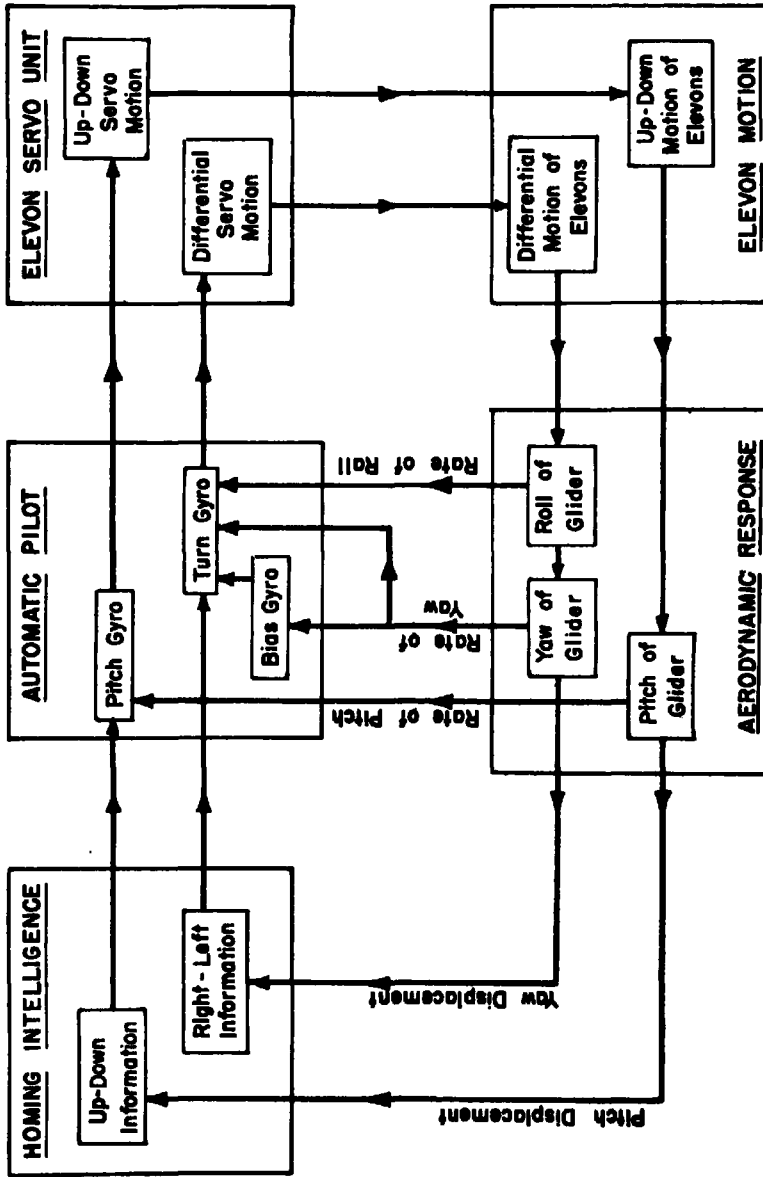 HOMING INTELLIGENCE
Up-Down
Information
Right-Left
Information
AUTOMATIC PILOT
Pitch Gyro
Turn Gyro
Bias Gyro
ELEVON SERVO UNIT
Up-Down
Servo
Motion
Differential
Servo
Motion
Pitch Displacement
Yaw Displacement
Rate of Pitch
Rate of
Yaw
Rate of Roll
Yaw of
Glider
Roll of
Glider
Pitch of
Glider
AERODYNAMIC RESPONSE
Differential
Motion of
Elevons
Up-Down
Motion of
Elevons
ELEVON MOTION